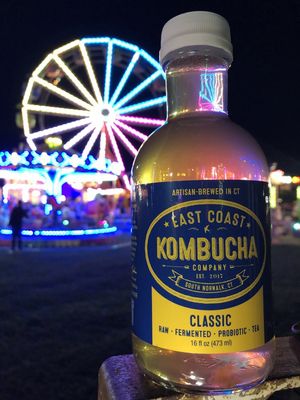 ARTISAN-BREWED IN CT
EAST COAST
KOMBUCHA
COMPANY
EST. 2017
SOUTH NORWALK, CT
CLASSIC
RAW · FERMENTED · PROBIOTIC · TEA
16 fl oz (473 ml)